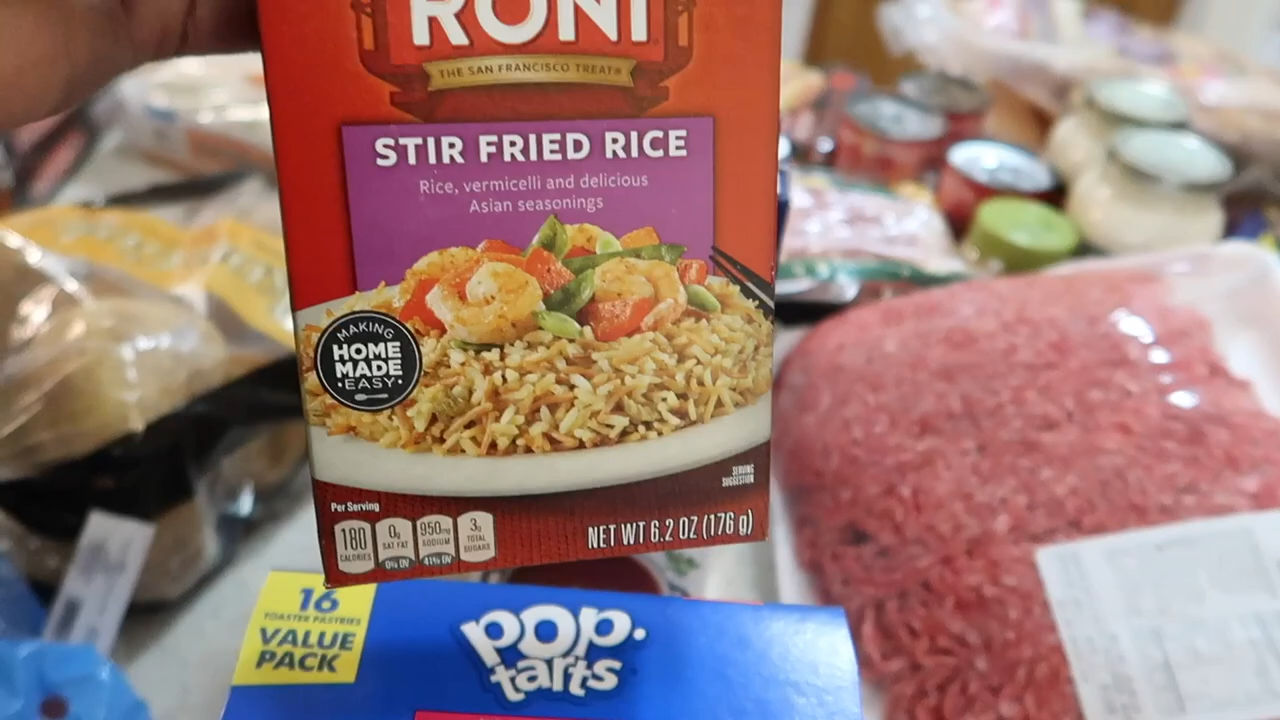 RONI
THE SAN FRANCISCO TREAT®
STIR FRIED RICE
Rice, vermicelli and delicious
Asian seasonings
MAKING
HOME
MADE
•EASY•
SERVING
SUGGESTION
Per Serving
180
CALORIES
0g
SAT FAT
0% DV
950mg
SODIUM
41% DV
3g
TOTAL
SUGARS
NET WT 6.2 OZ (176 g)
16
TOASTER PASTRIES
VALUE
PACK
pop.
tarts